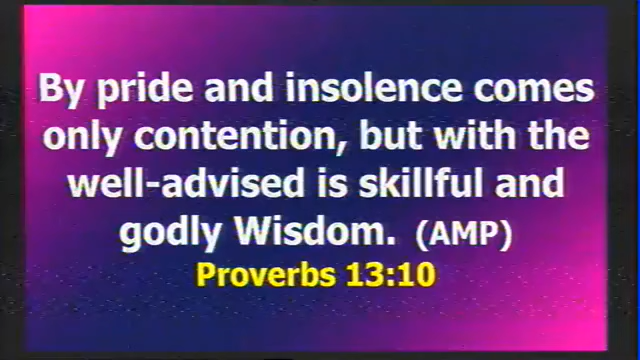 By pride and insolence comes
only contention, but with the
well-advised is skillful and
godly Wisdom. (AMP)
Proverbs 13:10